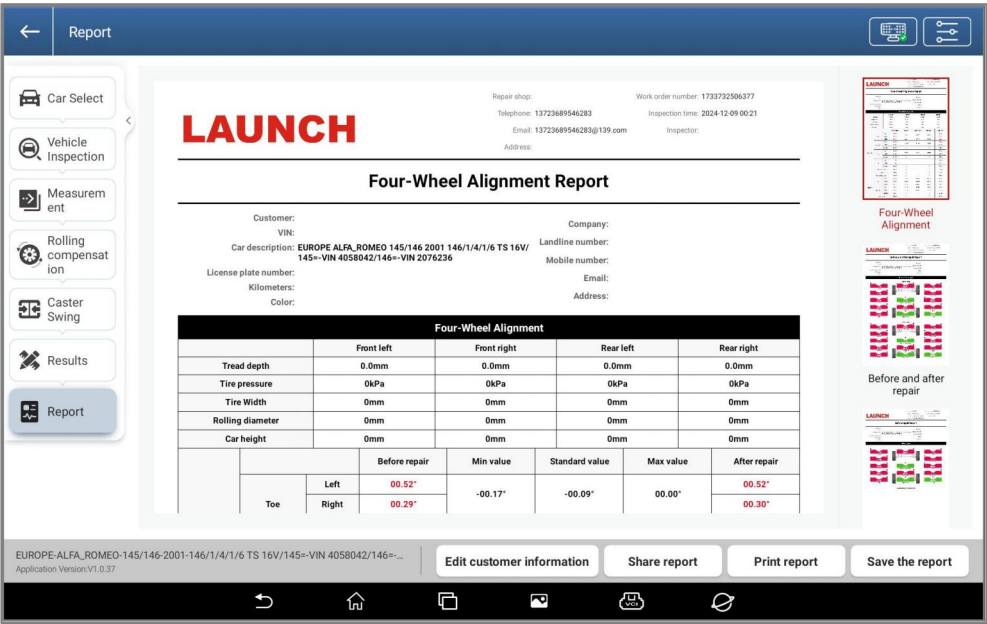 Report
Car Select
Vehicle
Inspection
Measurem
ent
Rolling
compensat
ion
Caster
Swing
Results
Report
LAUNCH
Repair shop:
Telephone: 13723689546283
Email: 13723689546283@139.com
Address:
Work order number: 1733732506377
Inspection time: 2024-12-09 00:21
Inspector:
Four-Wheel Alignment Report
Customer:
VIN:
Car description: EUROPE ALFA_ROMEO 145/146 2001 146/1/4/1/6 TS 16V/
145=-VIN 4058042/146=-VIN 2076236
License plate number:
Kilometers:
Color:
Company:
Landline number:
Mobile number:
Email:
Address:
Four-Wheel Alignment
Front left Front right Rear left Rear right
Tread depth 0.0mm 0.0mm 0.0mm 0.0mm
Tire pressure 0kPa 0kPa 0kPa 0kPa
Tire Width 0mm 0mm 0mm 0mm
Rolling diameter 0mm 0mm 0mm 0mm
Car height 0mm 0mm 0mm 0mm
Before repair Min value Standard value Max value After repair
Toe Left 00.52° -00.17° -00.09° 00.00° 00.52°
Right 00.29° 00.30°
LAUNCH
Four-Wheel
Alignment
LAUNCH
Before and after
repair
LAUNCH
EUROPE-ALFA_ROMEO-145/146-2001-146/1/4/1/6 TS 16V/145=-VIN 4058042/146=-...
Application Version:V1.0.37
Edit customer information
Share report
Print report
Save the report
VCI